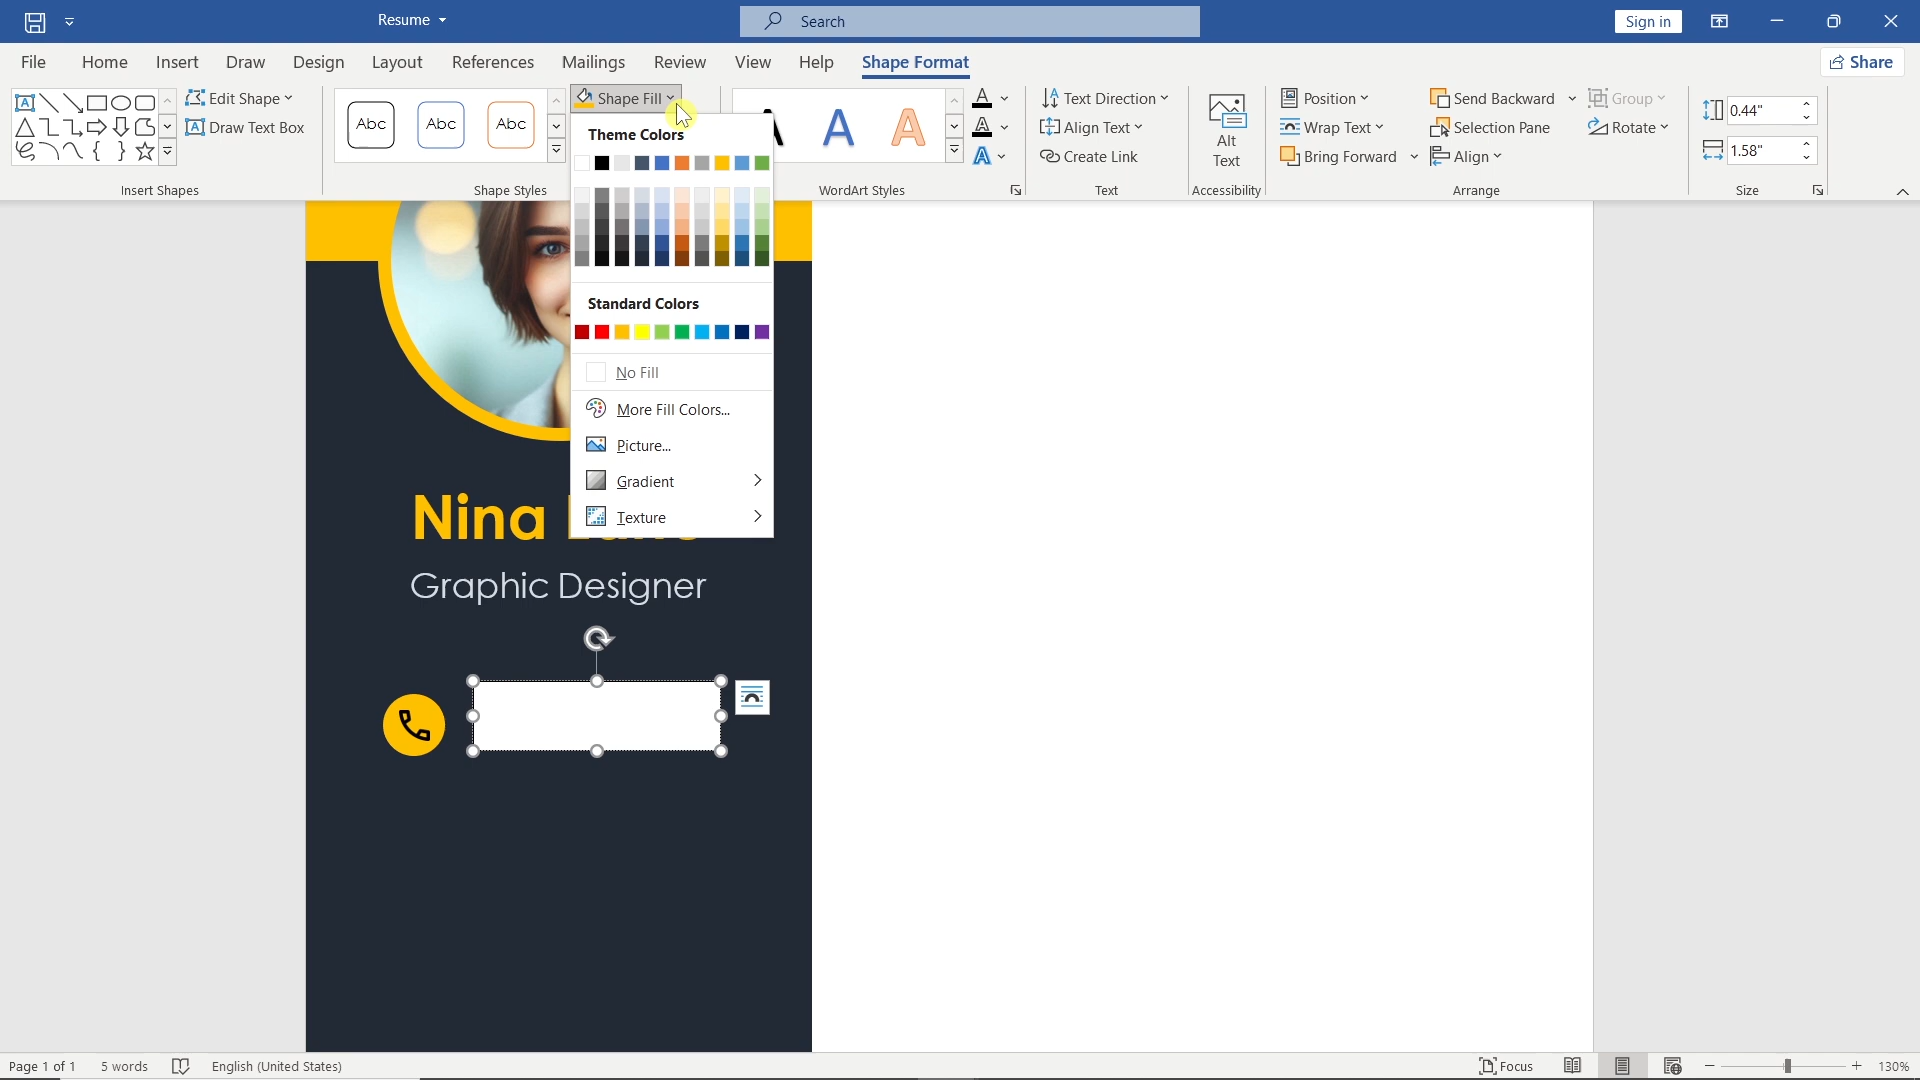 Resume
Search
Sign in
File Home Insert Draw Design Layout References Mailings Review View Help Shape Format
Share
Edit Shape
Draw Text Box
Insert Shapes
Abc Abc Abc
Shape Styles
Shape Fill
Theme Colors
Standard Colors
No Fill
More Fill Colors...
Picture...
Gradient
Texture
A A A
WordArt Styles
Text Direction
Align Text
Create Link
Text
Alt
Text
Accessibility
Position
Wrap Text
Bring Forward
Send Backward
Selection Pane
Align
Group
Rotate
Arrange
0.44"
1.58"
Size
Nina
Graphic Designer
Page 1 of 1 5 words English (United States)
Focus
130%